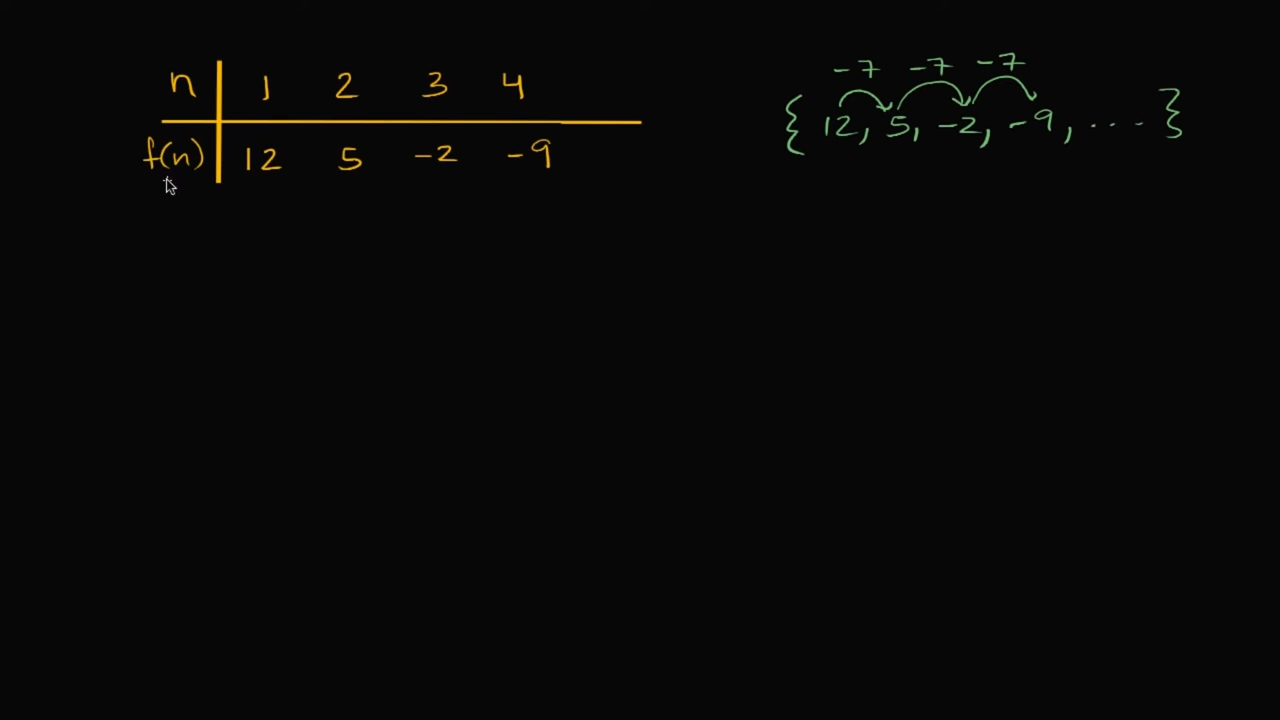 n 1 2 3 4
f(n) 12 5 -2 -9
-7 -7 -7
{ 12, 5, -2, -9, .... }